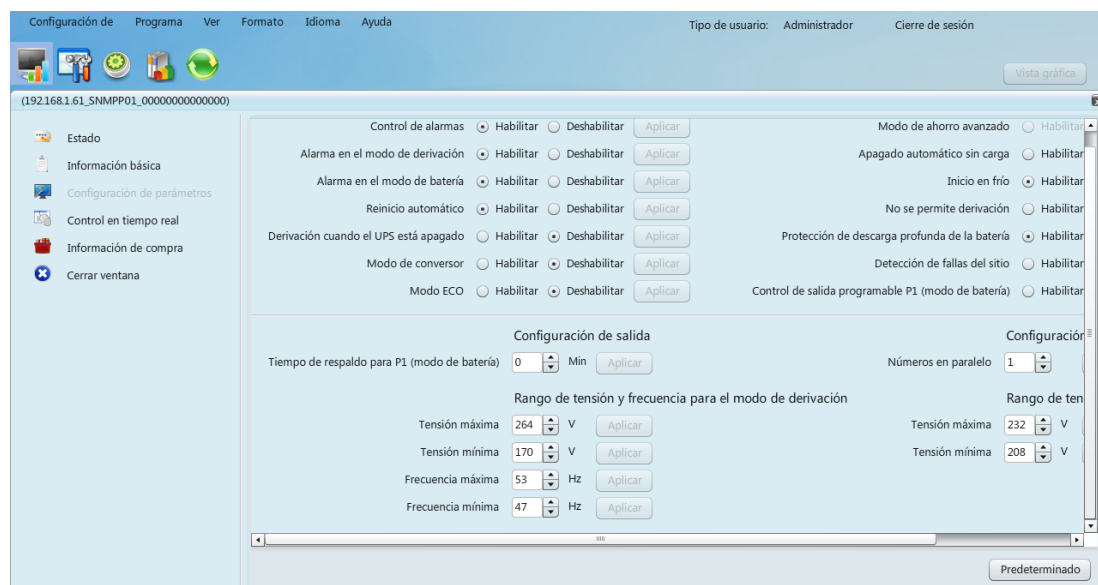 Configuración de Programa Ver Formato Idioma Ayuda Tipo de usuario: Administrador Cierre de sesión
Vista gráfica
(192.168.1.61_SNMPP01_00000000000000)
Estado
Información básica
Configuración de parámetros
Control en tiempo real
Información de compra
Cerrar ventana
Control de alarmas Habilitar Deshabilitar Aplicar Modo de ahorro avanzado Habilitar
Alarma en el modo de derivación Habilitar Deshabilitar Aplicar Apagado automático sin carga Habilitar
Alarma en el modo de batería Habilitar Deshabilitar Aplicar Inicio en frío Habilitar
Reinicio automático Habilitar Deshabilitar Aplicar No se permite derivación Habilitar
Derivación cuando el UPS está apagado Habilitar Deshabilitar Aplicar Protección de descarga profunda de la batería Habilitar
Modo de conversor Habilitar Deshabilitar Aplicar Detección de fallas del sitio Habilitar
Modo ECO Habilitar Deshabilitar Aplicar Control de salida programable P1 (modo de batería) Habilitar
Configuración de salida Configuración
Tiempo de respaldo para P1 (modo de batería) 0 Min Aplicar Números en paralelo 1
Rango de tensión y frecuencia para el modo de derivación Rango de ten
Tensión máxima 264 V Aplicar Tensión máxima 232 V
Tensión mínima 170 V Aplicar Tensión mínima 208 V
Frecuencia máxima 53 Hz Aplicar
Frecuencia mínima 47 Hz Aplicar
Predeterminado